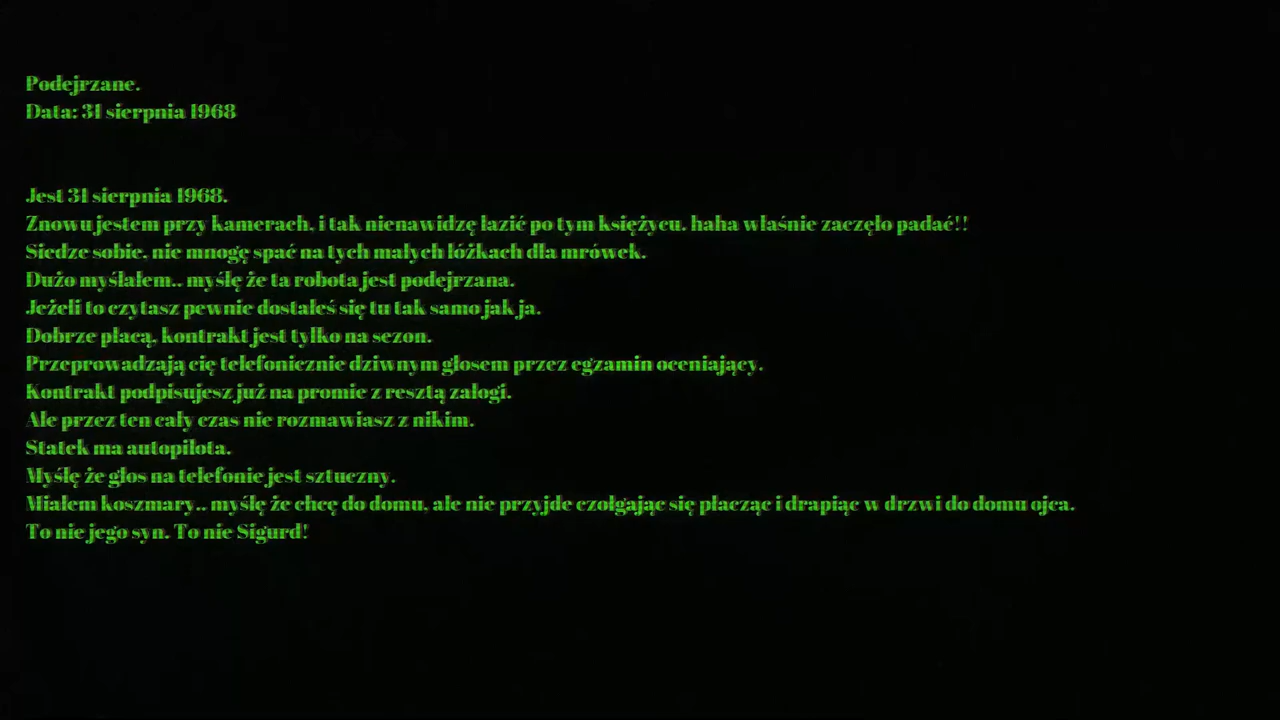 Podejrzane.
Data: 31 sierpnia 1968
Jest 31 sierpnia 1968.
Znowu jestem przy kamerach, i tak nienawidzę łazić po tym księżycu, haha właśnie zaczęło padać!!
Siedze sobie, nie mnogę spać na tych małych łóżkach dla mrówek.
Dużo myślałem.. myślę że ta robota jest podejrzana.
Jeżeli to czytasz pewnie dostałeś się tu tak samo jak ja.
Dobrze płacą, kontrakt jest tylko na sezon.
Przeprowadzają cię telefonicznie dziwnym głosem przez egzamin oceniający.
Kontrakt podpisujesz już na promie z resztą załogi.
Ale przez ten cały czas nie rozmawiasz z nikim.
Statek ma autopilota.
Myślę że głos na telefonie jest sztuczny.
Miałem koszmary.. myślę że chcę do domu, ale nie przyjde czołgając się płacząc i drapiąc w drzwi do domu ojca.
To nie jego syn. To nie Sigurd!